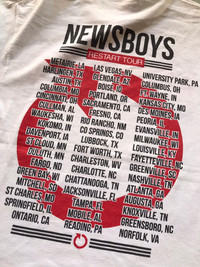 NEWSBOYS
RESTART TOUR
METAIRIE, LA
HARLINGEN, TX
AUSTIN, TX
COLUMBIA, MO
CINCINNATI, OH
CULLMAN, AL
WAUKESHA, WI
KOKOMO, IN
DAVENPORT, IA
ST CLOUD, MN
DULUTH, MN
FARGO, ND
GREEN BAY, WI
MITCHELL, SD
ST CHARLES, MO
SPRINGFIELD, IL
ONTARIO, CA
LAS VEGAS, NV
GLENDALE, AZ
BOISE, ID
PORTLAND, OR
SACRAMENTO, CA
FRESNO, CA
RIO RANCHO, NM
CO SPRINGS, CO
LUBBOCK, TX
FORT WORTH, TX
CHARLESTON, WV
CHARLOTTE, NC
CHATTANOOGA, TN
JACKSONVILLE, FL
TAMPA, FL
MOBILE, AL
READING, PA
UNIVERSITY PARK, PA
COLUMBUS, OH
FT. WAYNE, IN
KANSAS CITY, MO
DES MOINES, IA
PEORIA, IL
EVANSVILLE, IN
MILWAUKEE, WI
LOUISVILLE, KY
FAYETTEVILLE, NC
GREENVILLE, SC
NASHVILLE, TN
ATLANTA, GA
AUGUSTA, GA
KNOXVILLE, TN
GREENSBORO, NC
NORFOLK, VA